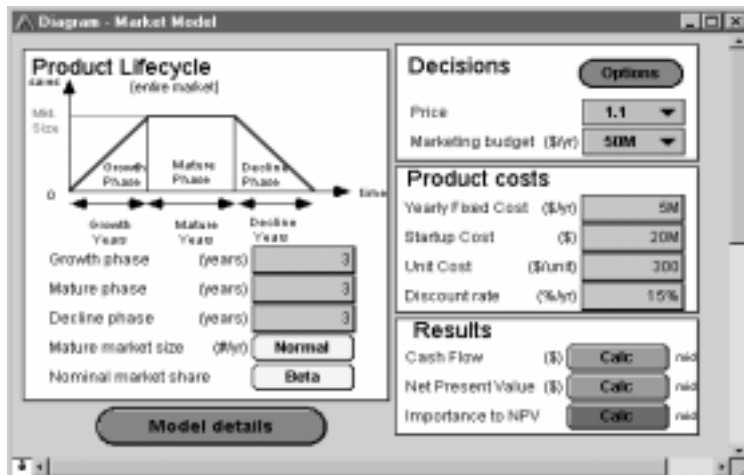 Diagram - Market Model
Product Lifecycle
sales
(entire market)
Mkt.
Size
Growth
Phase
Mature
Phase
Decline
Phase
0
time
Growth
Years
Mature
Years
Decline
Years
Growth phase (years) 3
Mature phase (years) 3
Decline phase (years) 3
Mature market size (#/yr) Normal
Nominal market share Beta
Model details
Decisions
Options
Price 1.1
Marketing budget ($/yr) 50M
Product costs
Yearly Fixed Cost ($/yr) 5M
Startup Cost ($) 20M
Unit Cost ($/unit) 300
Discount rate (%/yr) 15%
Results
Cash Flow ($) Calc mid
Net Present Value ($) Calc mid
Importance to NPV Calc mid